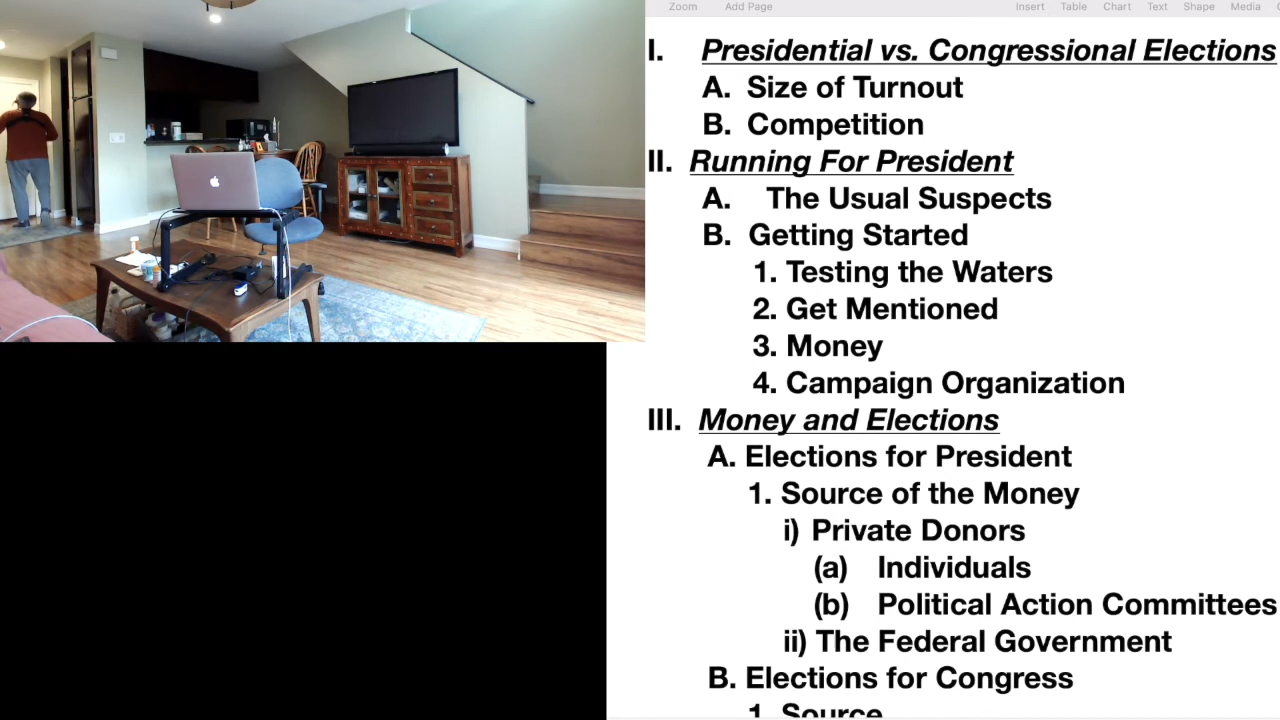 Zoom Add Page Insert Table Chart Text Shape Media
I. Presidential vs. Congressional Elections
A. Size of Turnout
B. Competition
II. Running For President
A. The Usual Suspects
B. Getting Started
1. Testing the Waters
2. Get Mentioned
3. Money
4. Campaign Organization
III. Money and Elections
A. Elections for President
1. Source of the Money
i) Private Donors
(a) Individuals
(b) Political Action Committees
ii) The Federal Government
B. Elections for Congress
1. Source